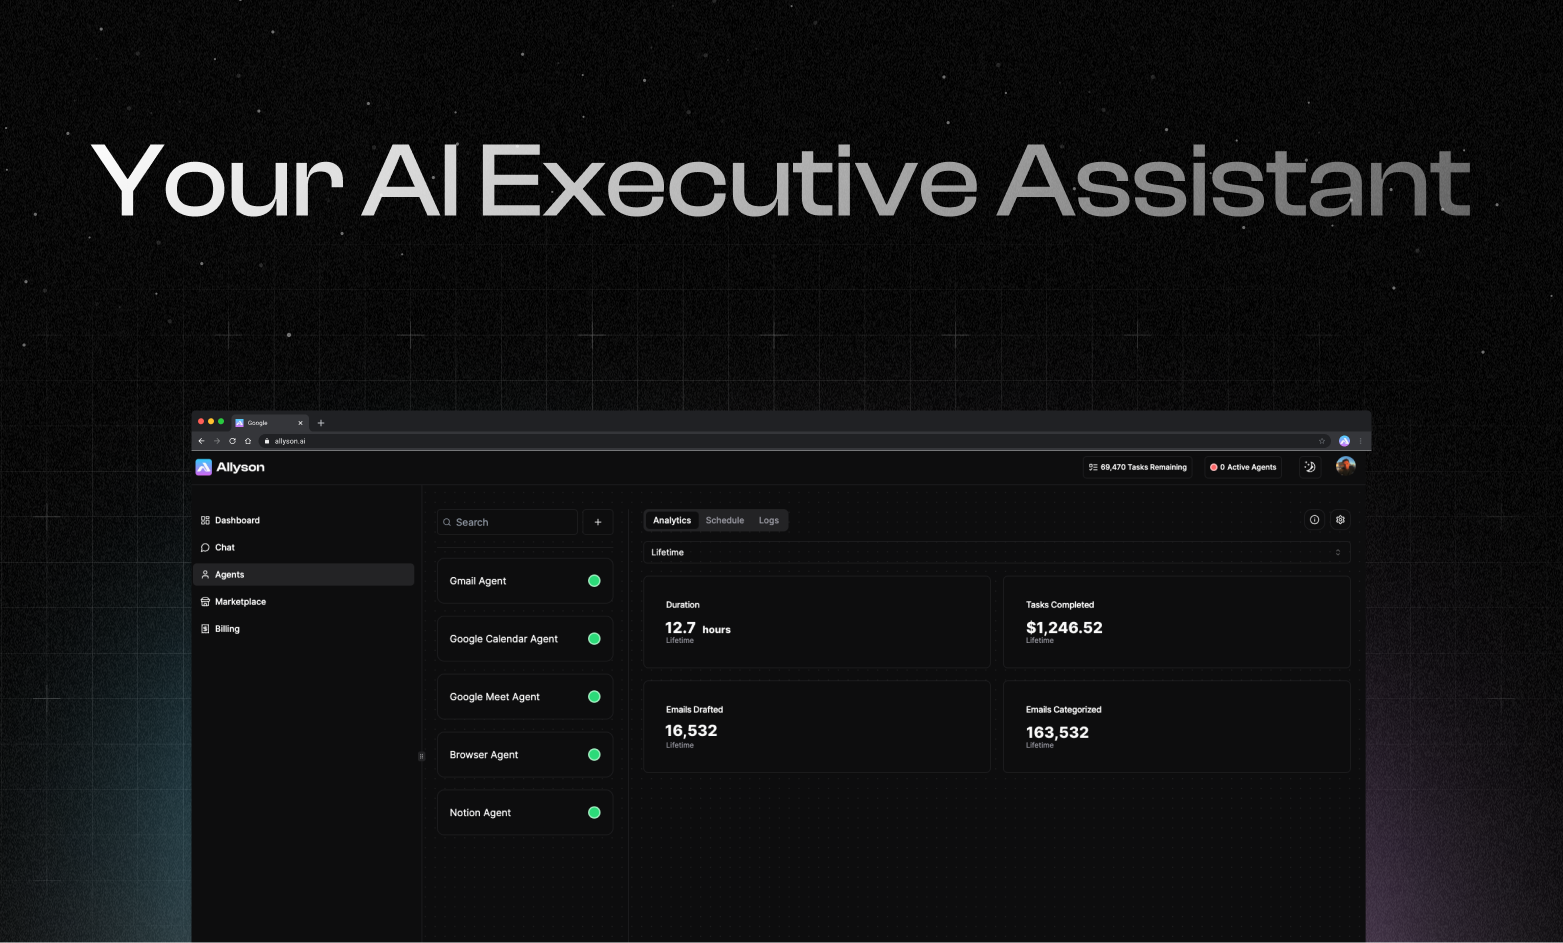 Your AI Executive Assistant
Google
allyson.ai
Allyson
69,470 Tasks Remaining
0 Active Agents
Dashboard
Chat
Agents
Marketplace
Billing
Search
Gmail Agent
Google Calendar Agent
Google Meet Agent
Browser Agent
Notion Agent
Analytics Schedule Logs
Lifetime
Duration
12.7 hours
Lifetime
Tasks Completed
$1,246.52
Lifetime
Emails Drafted
16,532
Lifetime
Emails Categorized
163,532
Lifetime